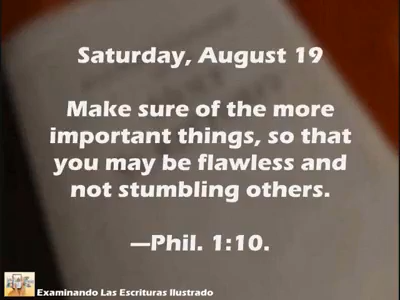 Saturday, August 19
Make sure of the more
important things, so that
you may be flawless and
not stumbling others.
—Phil. 1:10.
Examinando Las Escrituras Ilustrado